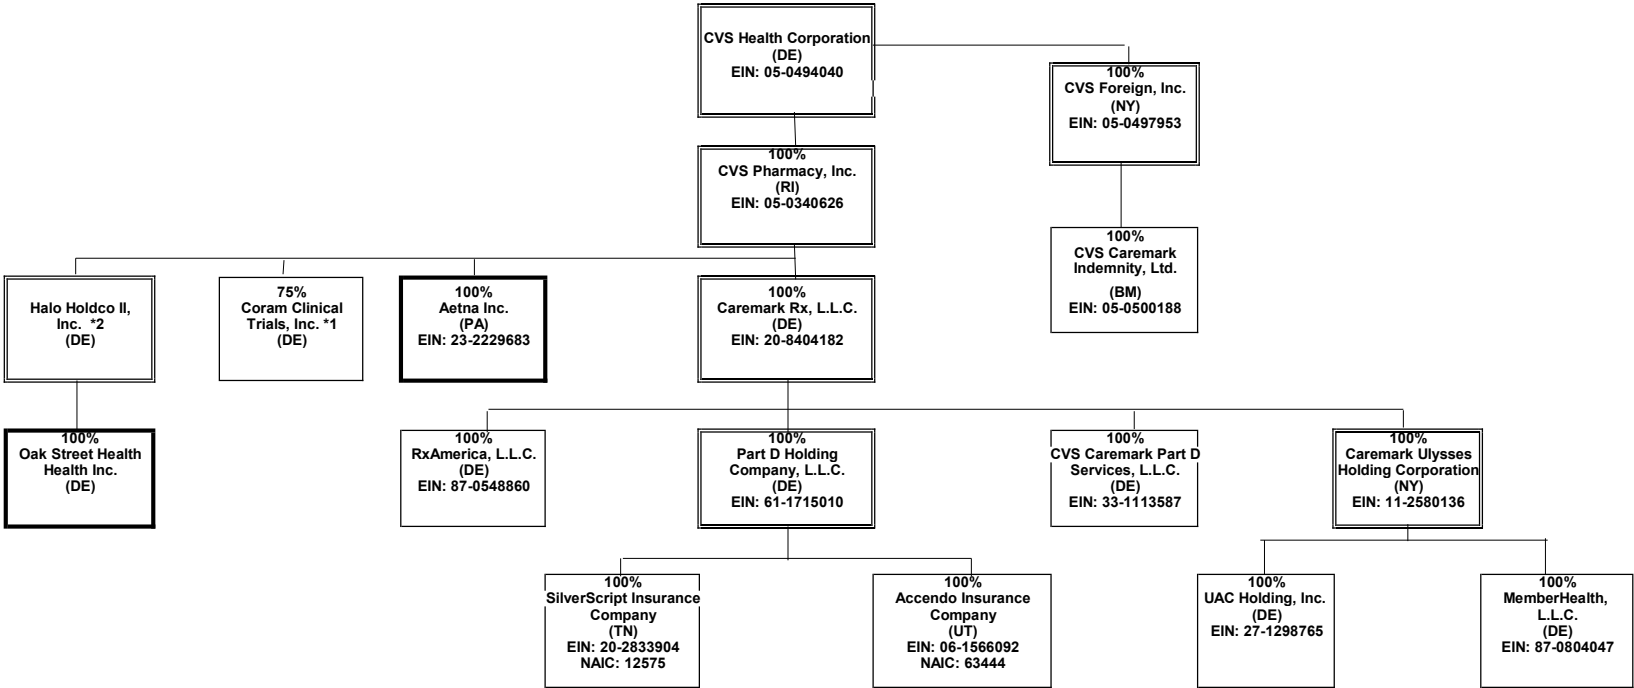 CVS Health Corporation
(DE)
EIN: 05-0494040
100%
CVS Foreign, Inc.
(NY)
EIN: 05-0497953
100%
CVS Pharmacy, Inc.
(RI)
EIN: 05-0340626
100%
CVS Caremark
Indemnity, Ltd.
(BM)
EIN: 05-0500188
Halo Holdco II,
Inc. *2
(DE)
75%
Coram Clinical
Trials, Inc. *1
(DE)
100%
Aetna Inc.
(PA)
EIN: 23-2229683
100%
Caremark Rx, L.L.C.
(DE)
EIN: 20-8404182
100%
Oak Street Health
Health Inc.
(DE)
100%
RxAmerica, L.L.C.
(DE)
EIN: 87-0548860
100%
Part D Holding
Company, L.L.C.
(DE)
EIN: 61-1715010
100%
CVS Caremark Part D
Services, L.L.C.
(DE)
EIN: 33-1113587
100%
Caremark Ulysses
Holding Corporation
(NY)
EIN: 11-2580136
100%
SilverScript Insurance
Company
(TN)
EIN: 20-2833904
NAIC: 12575
100%
Accendo Insurance
Company
(UT)
EIN: 06-1566092
NAIC: 63444
100%
UAC Holding, Inc.
(DE)
EIN: 27-1298765
100%
MemberHealth,
L.L.C.
(DE)
EIN: 87-0804047